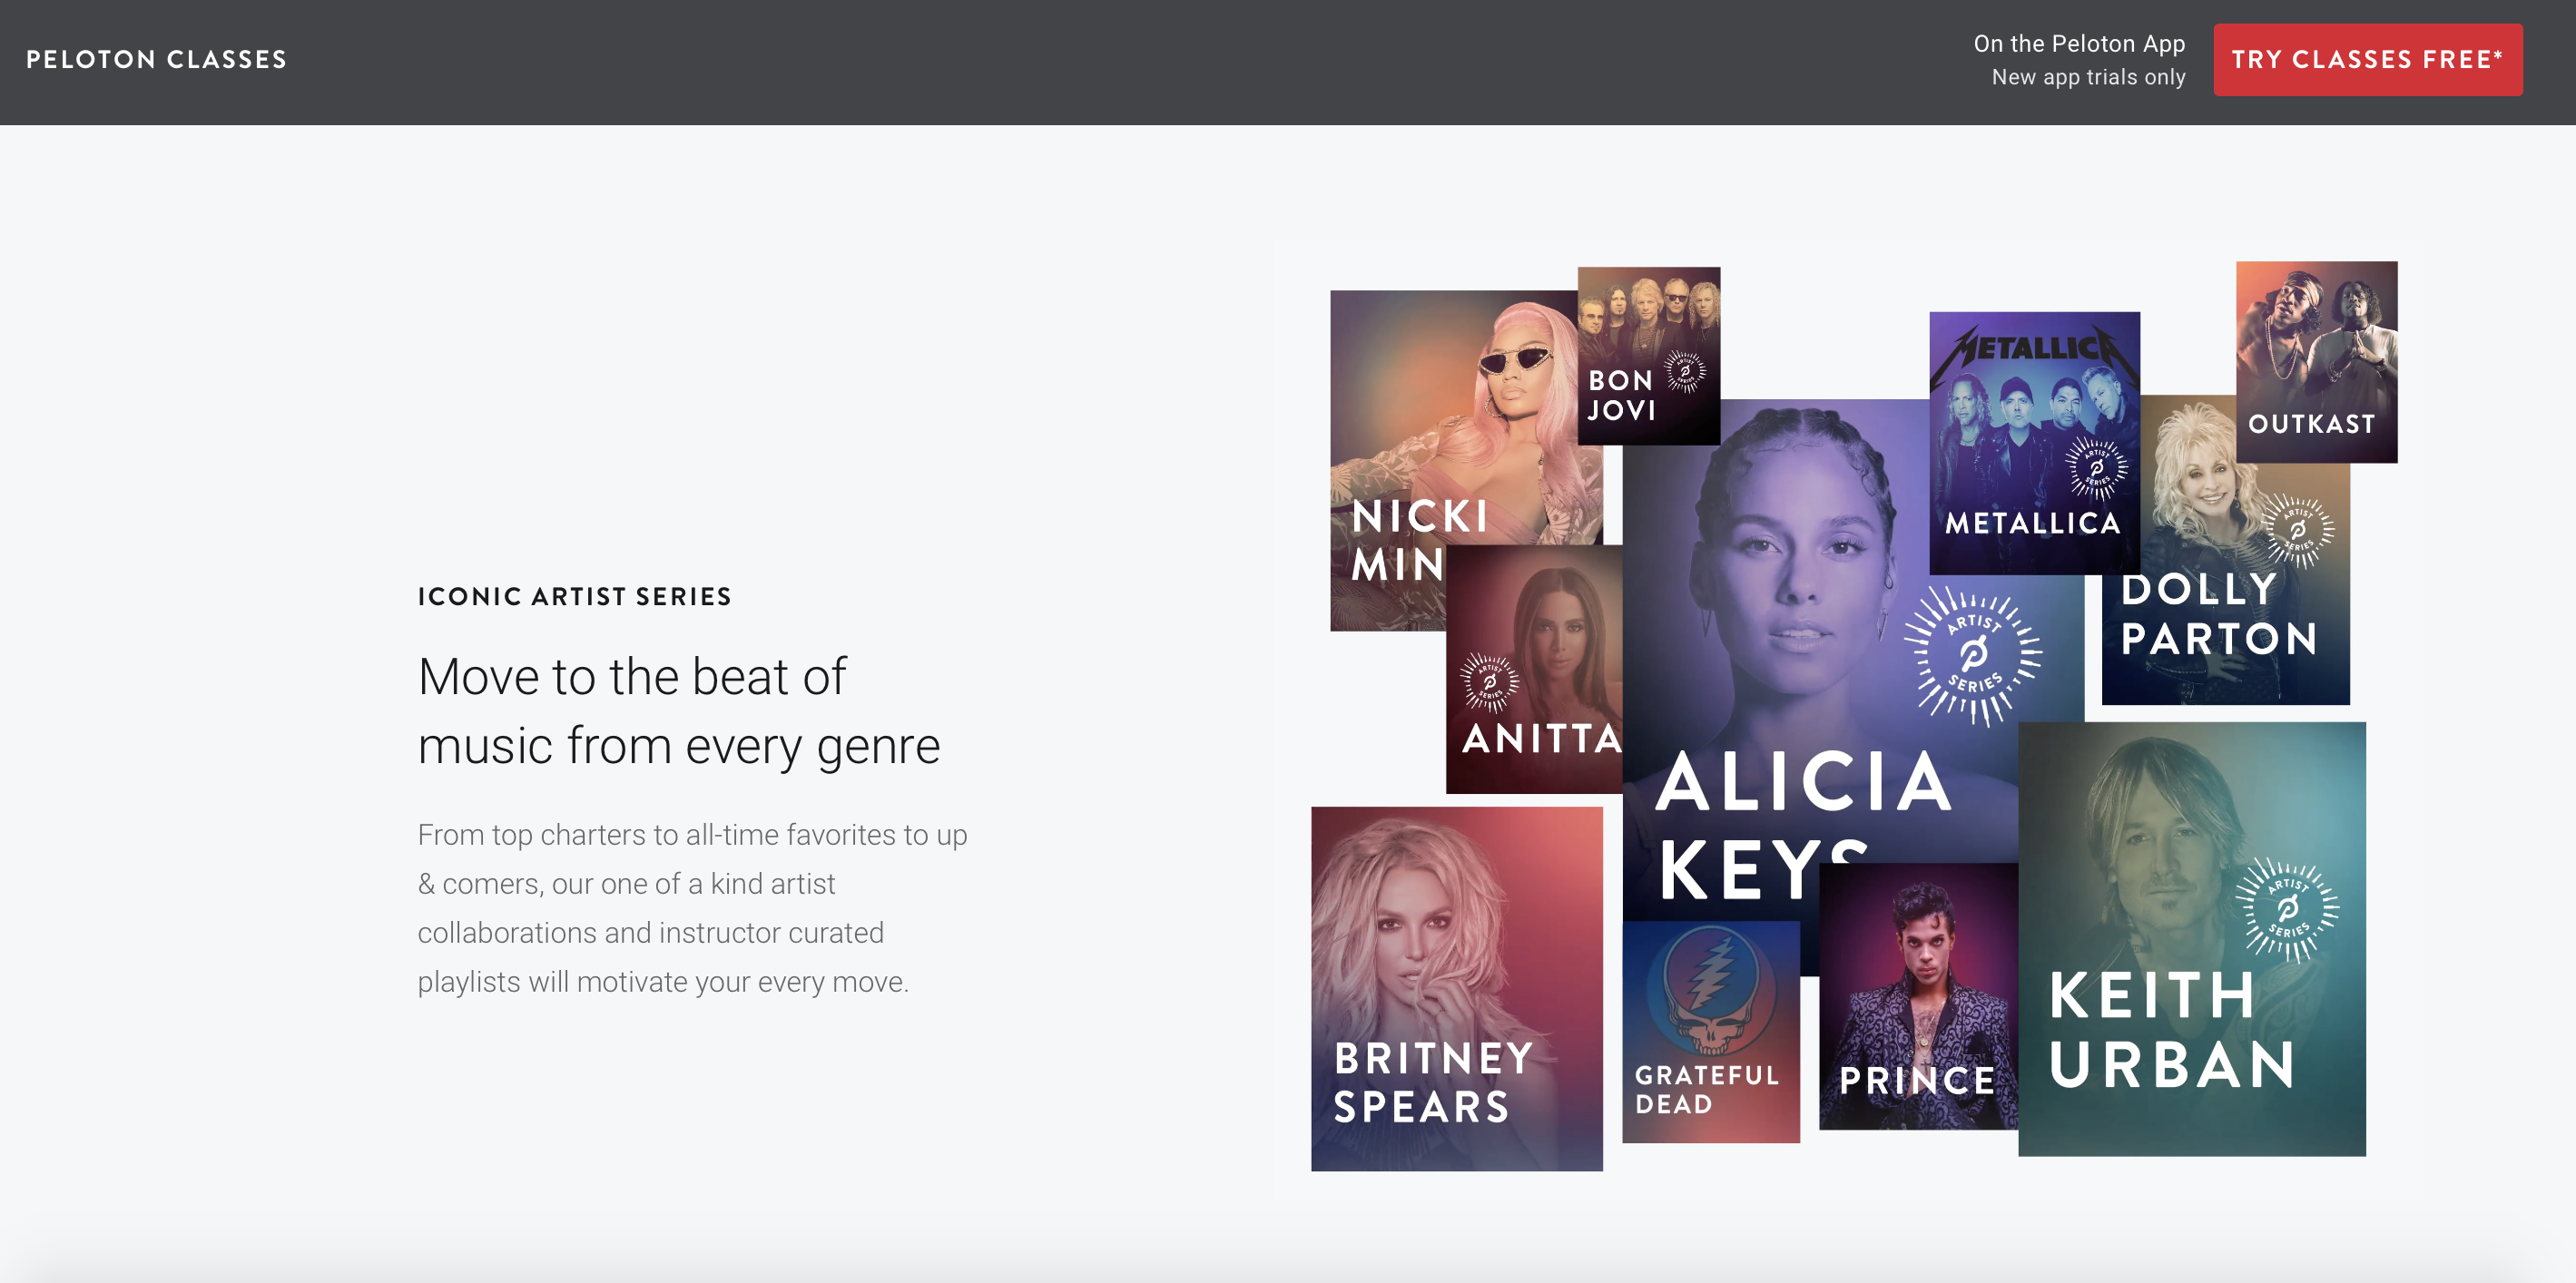 PELOTON CLASSES
On the Peloton App
New app trials only
TRY CLASSES FREE*
ICONIC ARTIST SERIES
Move to the beat of
music from every genre
From top charters to all-time favorites to up
& comers, our one of a kind artist
collaborations and instructor curated
playlists will motivate your every move.
NICKI
MIN
BON
JOVI
ARTIST
SERIES
METALLICA
ARTIST
SERIES
METALLICA
OUTKAST
ARTIST
SERIES
DOLLY
PARTON
ARTIST
SERIES
ANITTA
ARTIST
SERIES
ALICIA
KEYS
BRITNEY
SPEARS
GRATEFUL
DEAD
PRINCE
ARTIST
SERIES
KEITH
URBAN